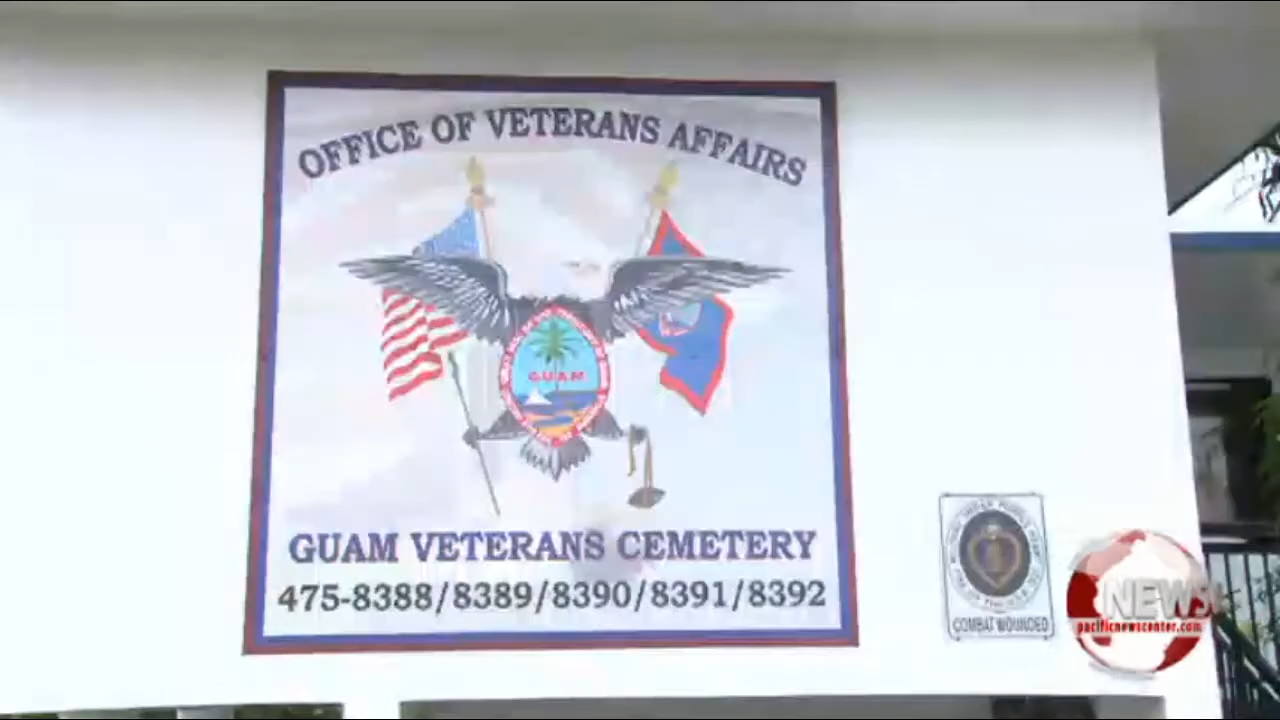 OFFICE OF VETERANS AFFAIRS
GUAM
GUAM VETERANS CEMETERY
475-8388/8389/8390/8391/8392
COMBAT WOUNDED
NEWS
pacificnewscenter.com